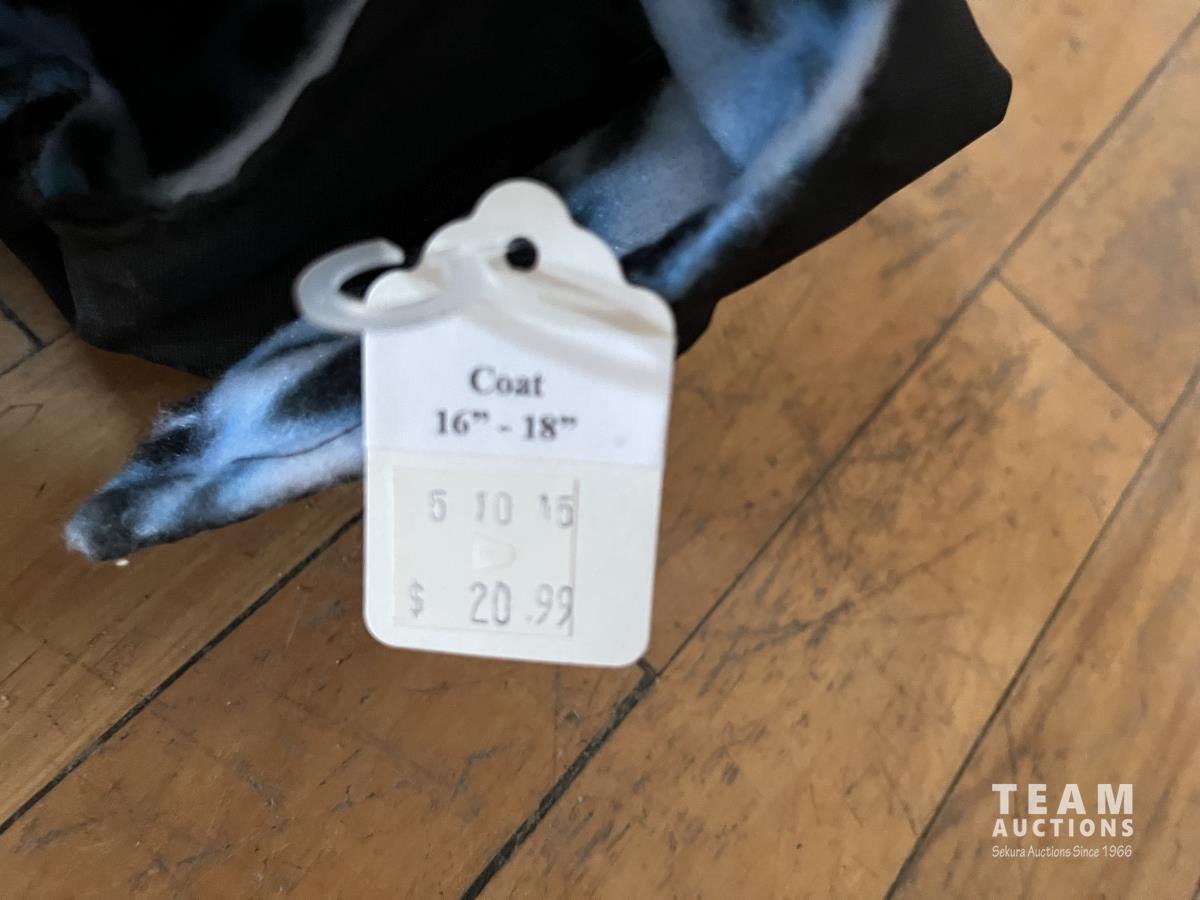 Coat
16” - 18”
5 10 15
$ 20.99
TEAM
AUCTIONS
Sekura Auctions Since 1966